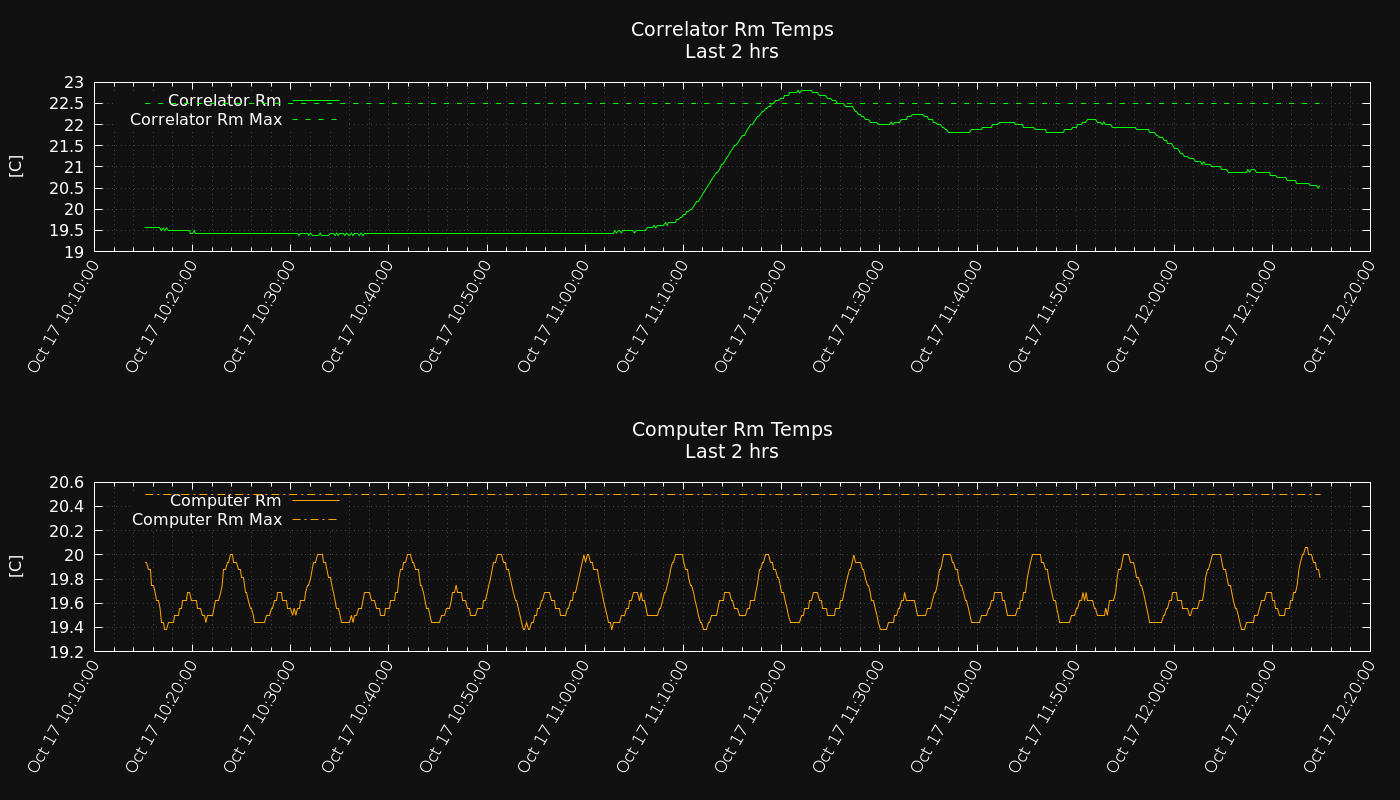 Correlator Rm Temps
Last 2 hrs
[C]
23
22.5
22
21.5
21
20.5
20
19.5
19
Correlator Rm
Correlator Rm Max
Oct 17 10:10:00
Oct 17 10:20:00
Oct 17 10:30:00
Oct 17 10:40:00
Oct 17 10:50:00
Oct 17 11:00:00
Oct 17 11:10:00
Oct 17 11:20:00
Oct 17 11:30:00
Oct 17 11:40:00
Oct 17 11:50:00
Oct 17 12:00:00
Oct 17 12:10:00
Oct 17 12:20:00
Computer Rm Temps
Last 2 hrs
[C]
20.6
20.4
20.2
20
19.8
19.6
19.4
19.2
Computer Rm
Computer Rm Max
Oct 17 10:10:00
Oct 17 10:20:00
Oct 17 10:30:00
Oct 17 10:40:00
Oct 17 10:50:00
Oct 17 11:00:00
Oct 17 11:10:00
Oct 17 11:20:00
Oct 17 11:30:00
Oct 17 11:40:00
Oct 17 11:50:00
Oct 17 12:00:00
Oct 17 12:10:00
Oct 17 12:20:00